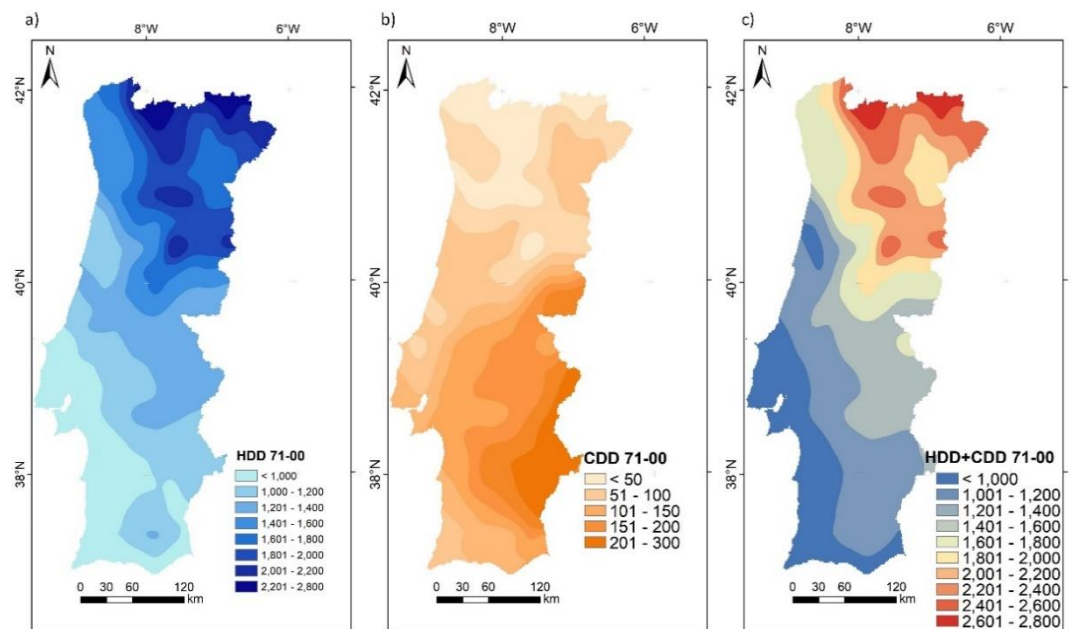 a)
8°W
6°W
N
42°N
40°N
38°N
HDD 71-00
< 1,000
1,000 - 1,200
1,201 - 1,400
1,401 - 1,600
1,601 - 1,800
1,801 - 2,000
2,001 - 2,200
2,201 - 2,800
0 30 60 120
km
b)
8°W
6°W
N
42°N
40°N
38°N
CDD 71-00
< 50
51 - 100
101 - 150
151 - 200
201 - 300
0 30 60 120
km
c)
8°W
6°W
N
42°N
40°N
38°N
HDD+CDD 71-00
< 1,000
1,001 - 1,200
1,201 - 1,400
1,401 - 1,600
1,601 - 1,800
1,801 - 2,000
2,001 - 2,200
2,201 - 2,400
2,401 - 2,600
2,601 - 2,800
0 30 60 120
km